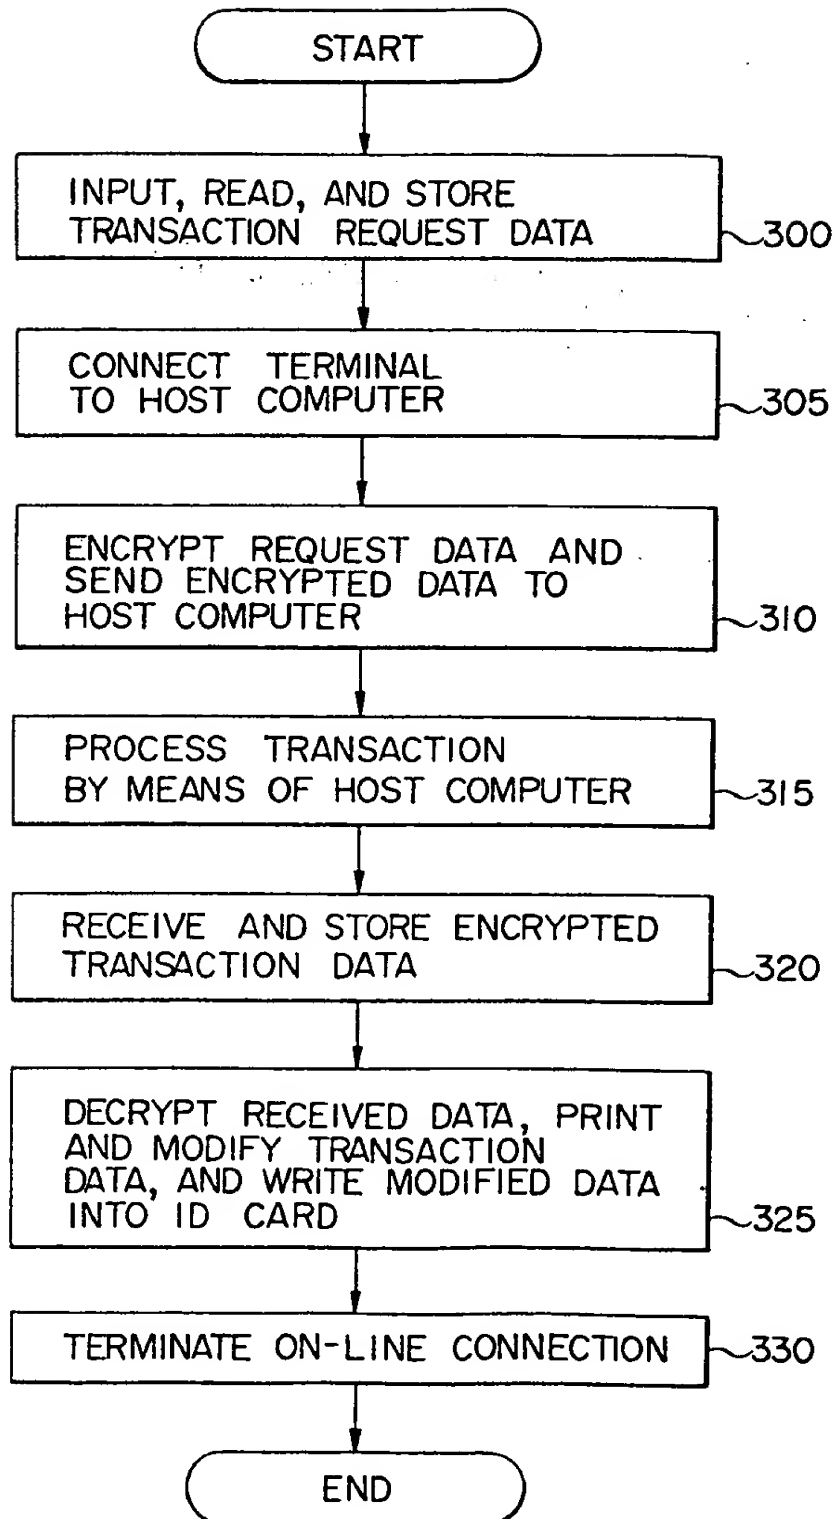 START
INPUT, READ, AND STORE
TRANSACTION REQUEST DATA
300
CONNECT TERMINAL
TO HOST COMPUTER
305
ENCRYPT REQUEST DATA AND
SEND ENCRYPTED DATA TO
HOST COMPUTER
310
PROCESS TRANSACTION
BY MEANS OF HOST COMPUTER
315
RECEIVE AND STORE ENCRYPTED
TRANSACTION DATA
320
DECRYPT RECEIVED DATA, PRINT
AND MODIFY TRANSACTION
DATA, AND WRITE MODIFIED DATA
INTO ID CARD
325
TERMINATE ON-LINE CONNECTION
330
END